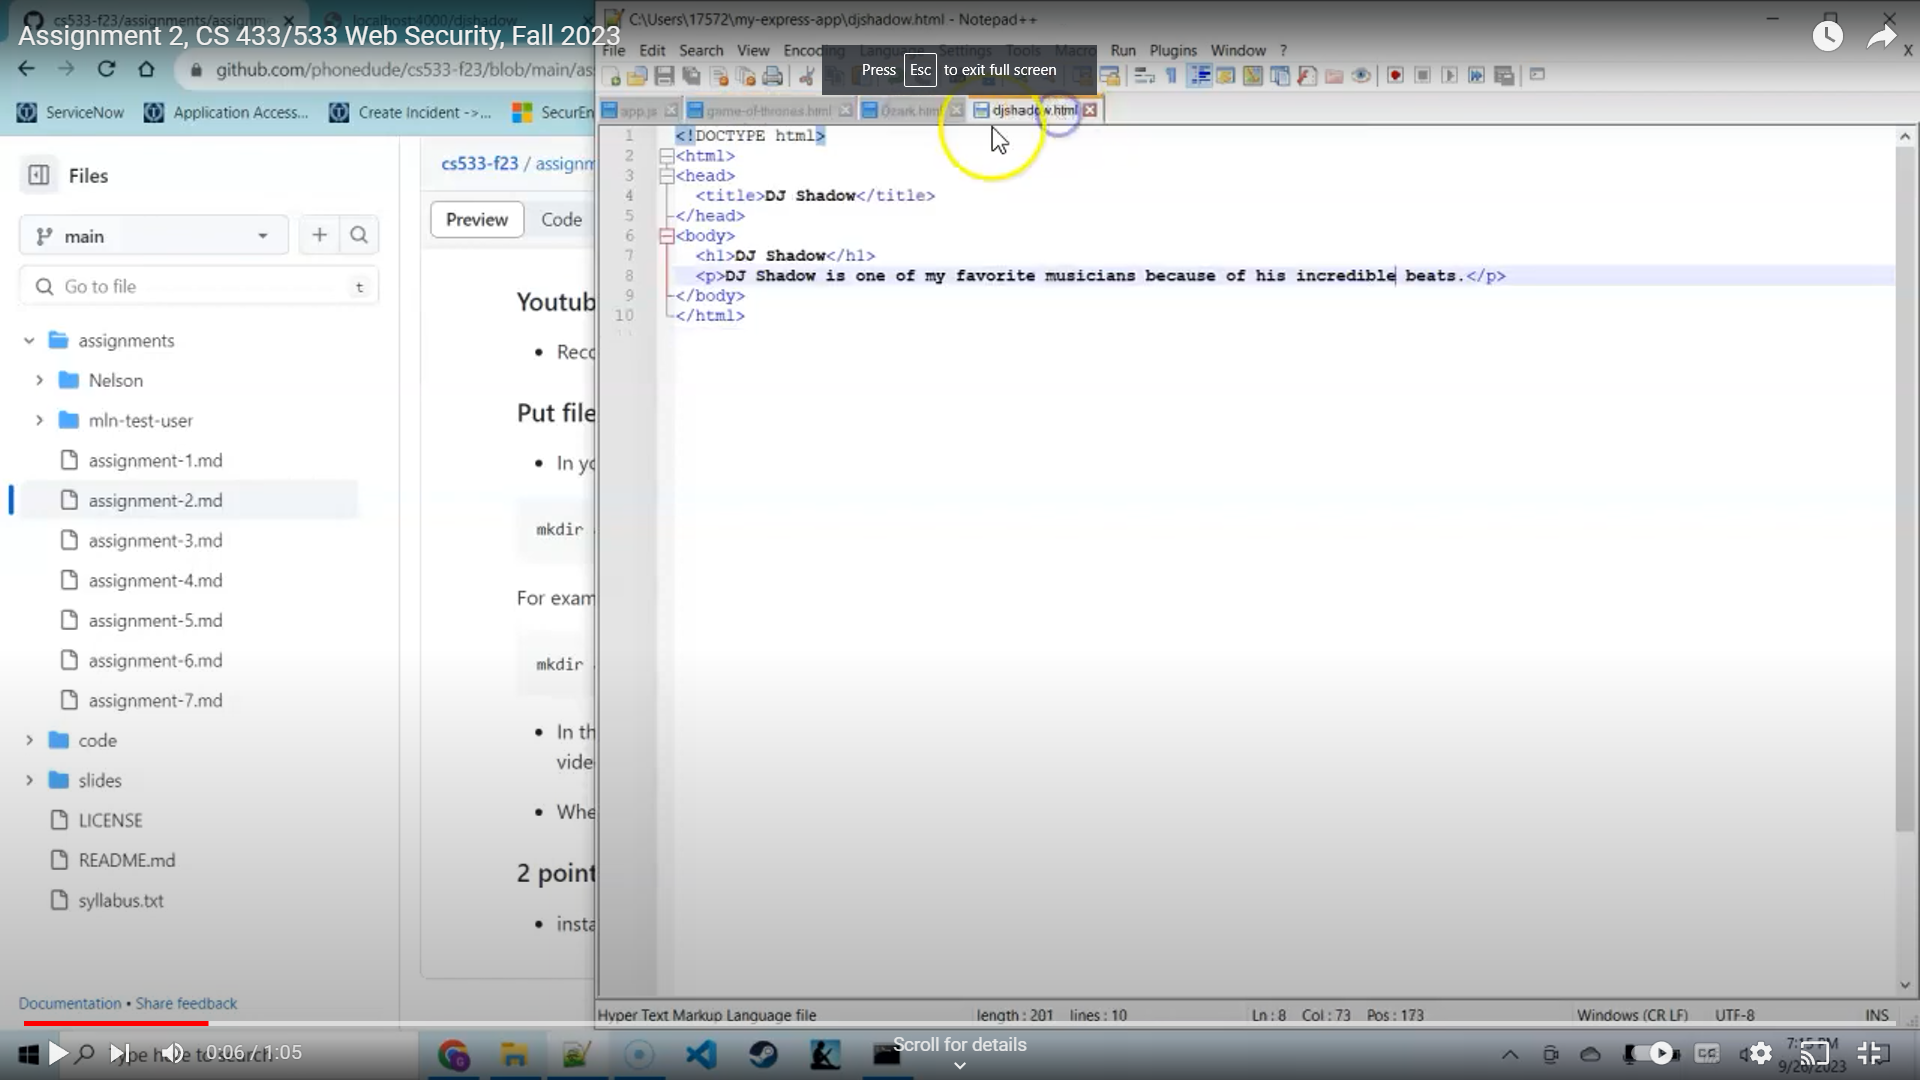 cs533-f23/assignments/assignm
localhost:4000/djshadow
Assignment 2, CS 433/533 Web Security, Fall 2023
github.com/phonedude/cs533-f23/blob/main/as
ServiceNow
Application Access...
Create Incident ->...
SecurEn
Files
main
Go to file
t
assignments
Nelson
mln-test-user
assignment-1.md
assignment-2.md
assignment-3.md
assignment-4.md
assignment-5.md
assignment-6.md
assignment-7.md
code
slides
LICENSE
README.md
syllabus.txt
Documentation • Share feedback
cs533-f23 / assignm
Preview
Code
Youtub
• Reco
Put file
• In yo
mkdir
For exam
mkdir
• In th
vide
• Whe
2 point
• insta
C:\Users\17572\my-express-app\djshadow.html - Notepad++
File Edit Search View Encoding Language Settings Tools Macro Run Plugins Window ?
X
Press Esc to exit full screen
app.js
game-of-thrones.html
Ozark.html
djshadow.html
1 <!DOCTYPE html>
2 <html>
3 <head>
4 <title>DJ Shadow</title>
5 </head>
6 <body>
7 <h1>DJ Shadow</h1>
8 <p>DJ Shadow is one of my favorite musicians because of his incredible beats.</p>
9 </body>
10 </html>
Hyper Text Markup Language file
length : 201 lines : 10
Ln : 8 Col : 73 Pos : 173
Windows (CR LF)
UTF-8
INS
0:06 / 1:05
Type here to search
Scroll for details
CC
7:15 PM